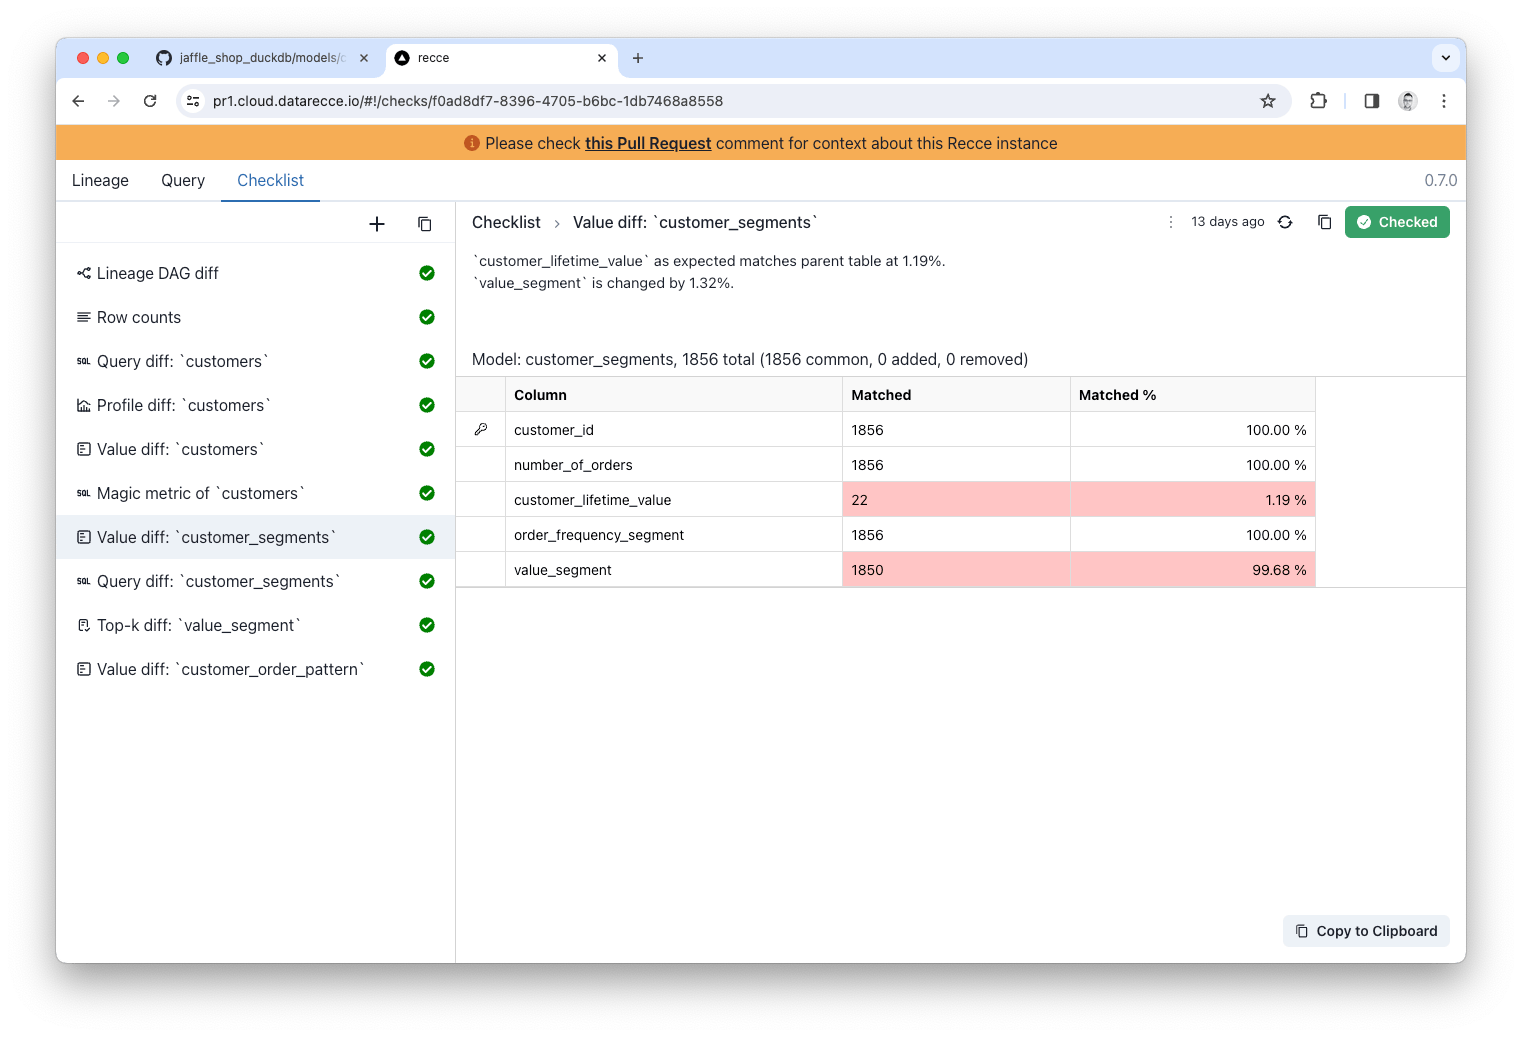 jaffle_shop_duckdb/models/c
recce
pr1.cloud.datarecce.io/#!/checks/f0ad8df7-8396-4705-b6bc-1db7468a8558
Please check this Pull Request comment for context about this Recce instance
Lineage Query Checklist 0.7.0
Lineage DAG diff
Row counts
SQL Query diff: `customers`
Profile diff: `customers`
Value diff: `customers`
SQL Magic metric of `customers`
Value diff: `customer_segments`
SQL Query diff: `customer_segments`
Top-k diff: `value_segment`
Value diff: `customer_order_pattern`
Checklist › Value diff: `customer_segments` 13 days ago Checked
`customer_lifetime_value` as expected matches parent table at 1.19%.
`value_segment` is changed by 1.32%.
Model: customer_segments, 1856 total (1856 common, 0 added, 0 removed)
Column Matched Matched %
customer_id 1856 100.00 %
number_of_orders 1856 100.00 %
customer_lifetime_value 22 1.19 %
order_frequency_segment 1856 100.00 %
value_segment 1850 99.68 %
Copy to Clipboard